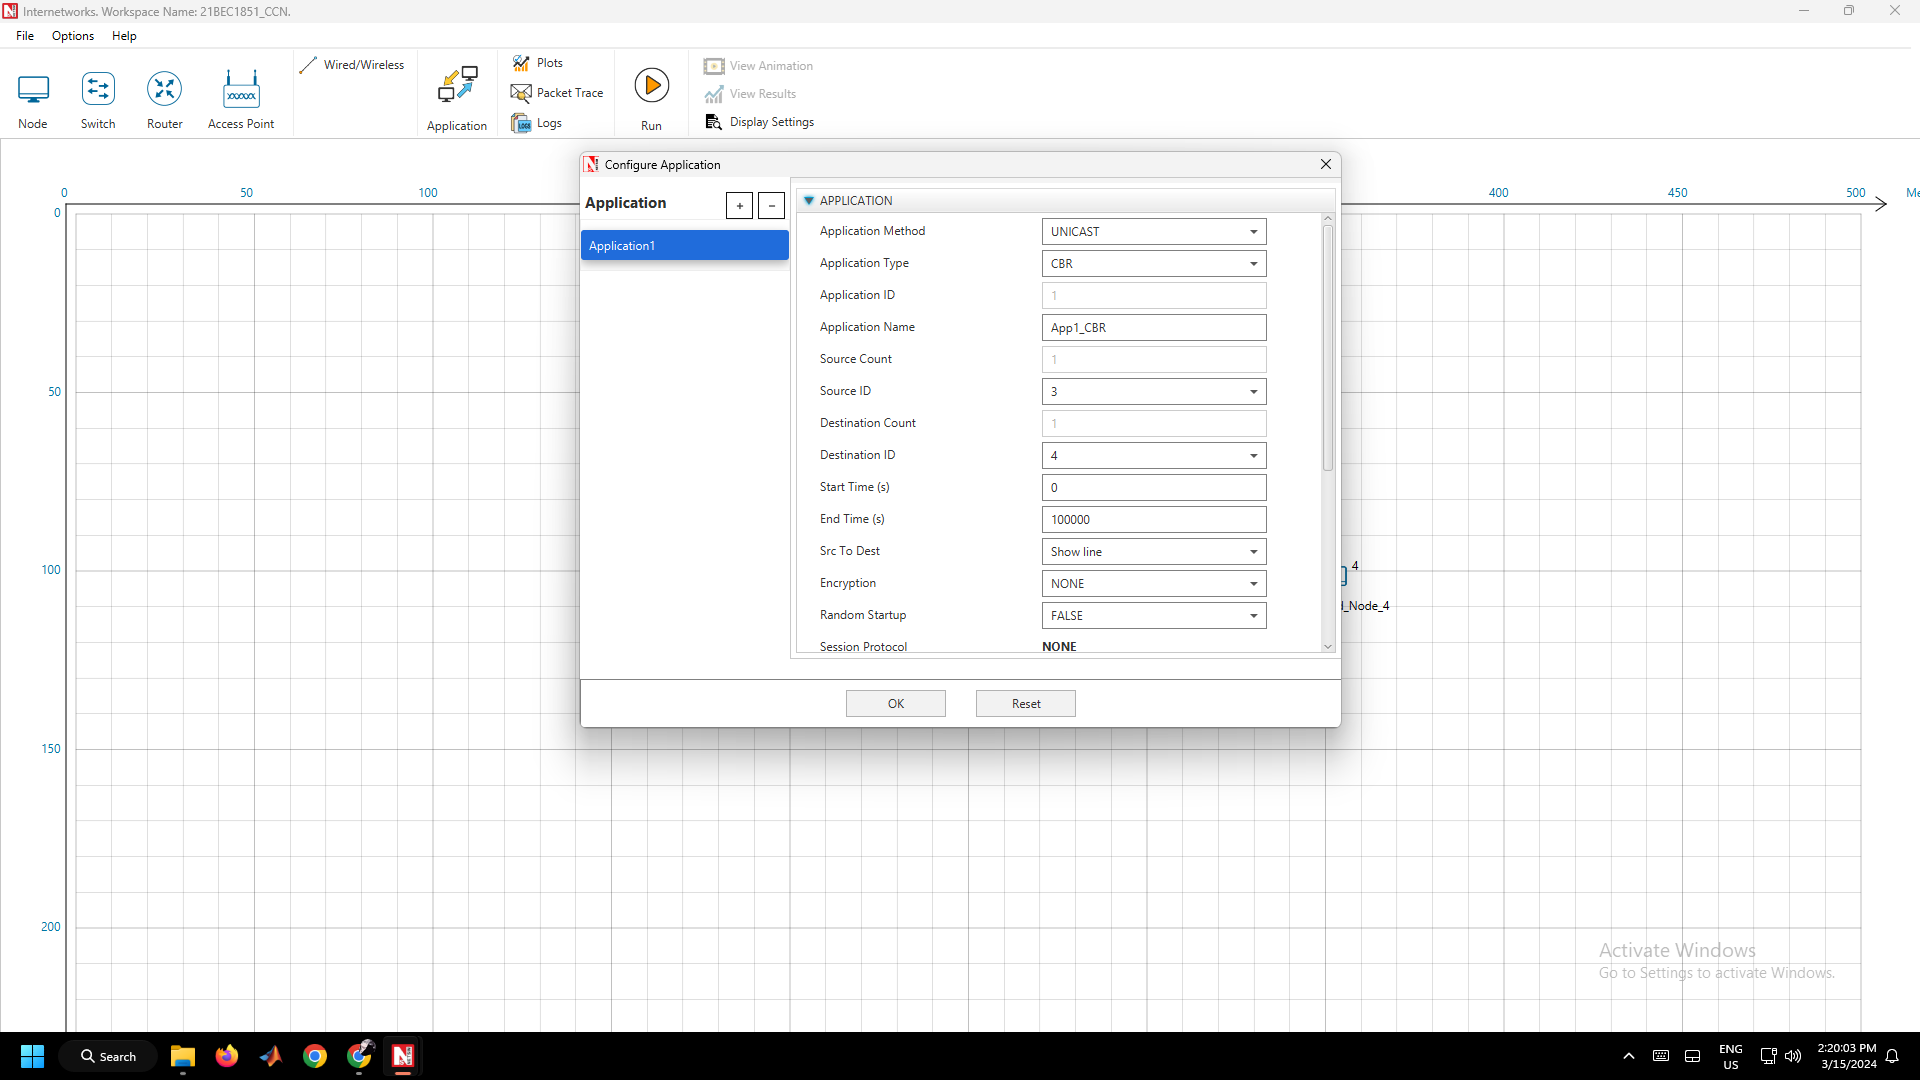 Internetworks. Workspace Name: 21BEC1851_CCN.
File Options Help
Node
Switch
Router
Access Point
Wired/Wireless
Application
Plots
Packet Trace
Logs
Run
View Animation
View Results
Display Settings
0 50 100 400 450 500 Me
0
50
100
150
200
Configure Application
Application + -
Application1
APPLICATION
Application Method UNICAST
Application Type CBR
Application ID 1
Application Name App1_CBR
Source Count 1
Source ID 3
Destination Count 1
Destination ID 4
Start Time (s) 0
End Time (s) 100000
Src To Dest Show line
Encryption NONE
Random Startup FALSE
Session Protocol NONE
OK Reset
4
d_Node_4
Activate Windows
Go to Settings to activate Windows.
Search
ENG
US
2:20:03 PM
3/15/2024